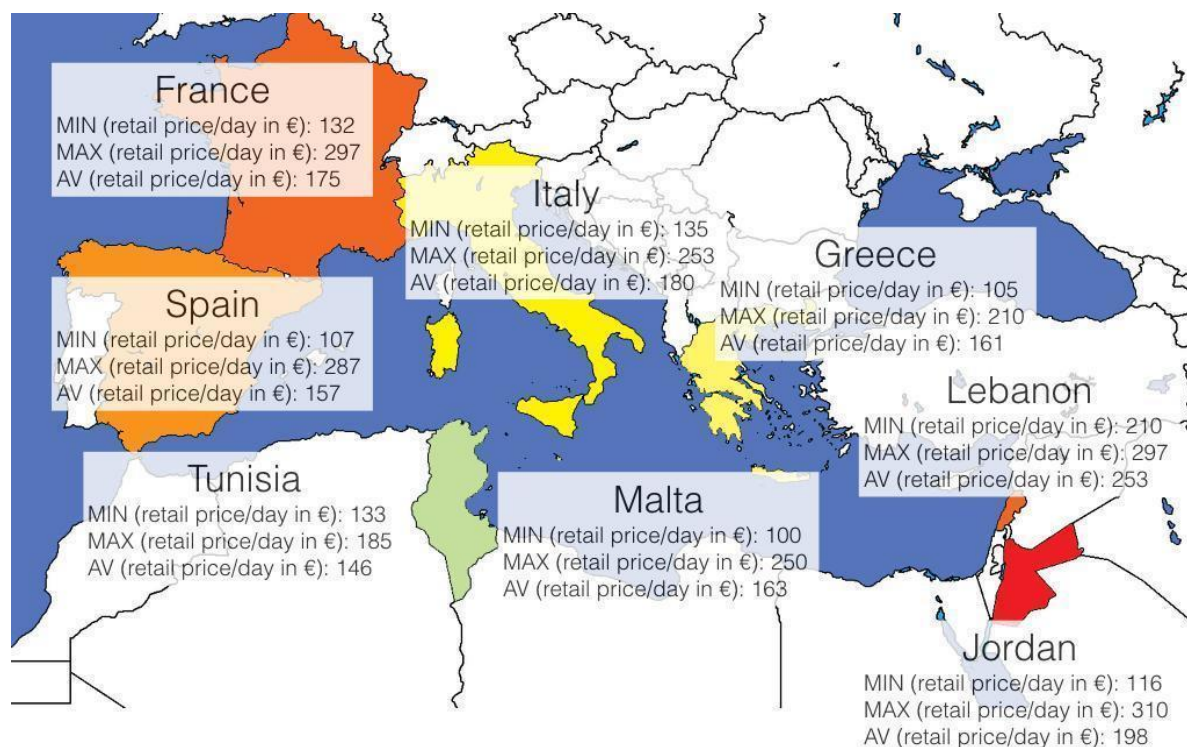 France
MIN (retail price/day in €): 132
MAX (retail price/day in €): 297
AV (retail price/day in €): 175
Italy
MIN (retail price/day in €): 135
MAX (retail price/day in €): 253
AV (retail price/day in €): 180
Greece
MIN (retail price/day in €): 105
MAX (retail price/day in €): 210
AV (retail price/day in €): 161
Spain
MIN (retail price/day in €): 107
MAX (retail price/day in €): 287
AV (retail price/day in €): 157
Lebanon
MIN (retail price/day in €): 210
MAX (retail price/day in €): 297
AV (retail price/day in €): 253
Tunisia
MIN (retail price/day in €): 133
MAX (retail price/day in €): 185
AV (retail price/day in €): 146
Malta
MIN (retail price/day in €): 100
MAX (retail price/day in €): 250
AV (retail price/day in €): 163
Jordan
MIN (retail price/day in €): 116
MAX (retail price/day in €): 310
AV (retail price/day in €): 198